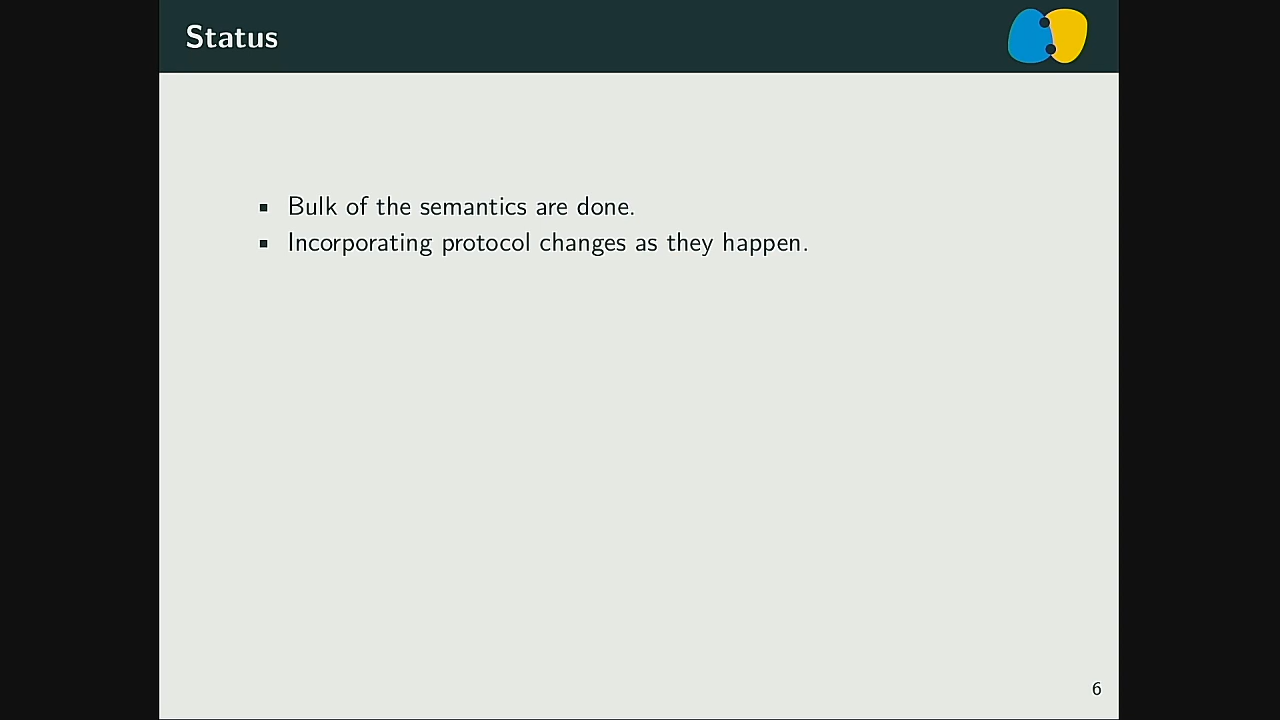 Status
Bulk of the semantics are done.
Incorporating protocol changes as they happen.
6